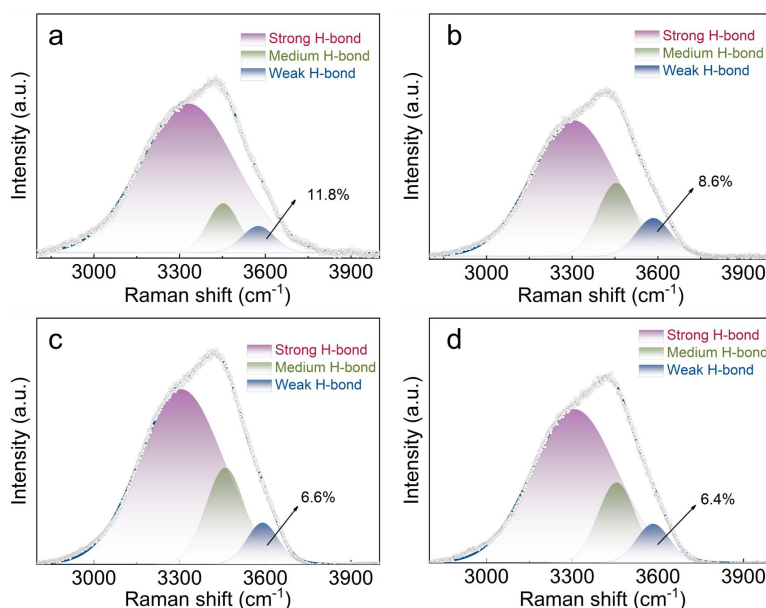 a
Strong H-bond
Medium H-bond
Weak H-bond
11.8%
Intensity (a.u.)
3000 3300 3600 3900
Raman shift (cm⁻¹)
b
Strong H-bond
Medium H-bond
Weak H-bond
8.6%
Intensity (a.u.)
3000 3300 3600 3900
Raman shift (cm⁻¹)
c
Strong H-bond
Medium H-bond
Weak H-bond
6.6%
Intensity (a.u.)
3000 3300 3600 3900
Raman shift (cm⁻¹)
d
Strong H-bond
Medium H-bond
Weak H-bond
6.4%
Intensity (a.u.)
3000 3300 3600 3900
Raman shift (cm⁻¹)